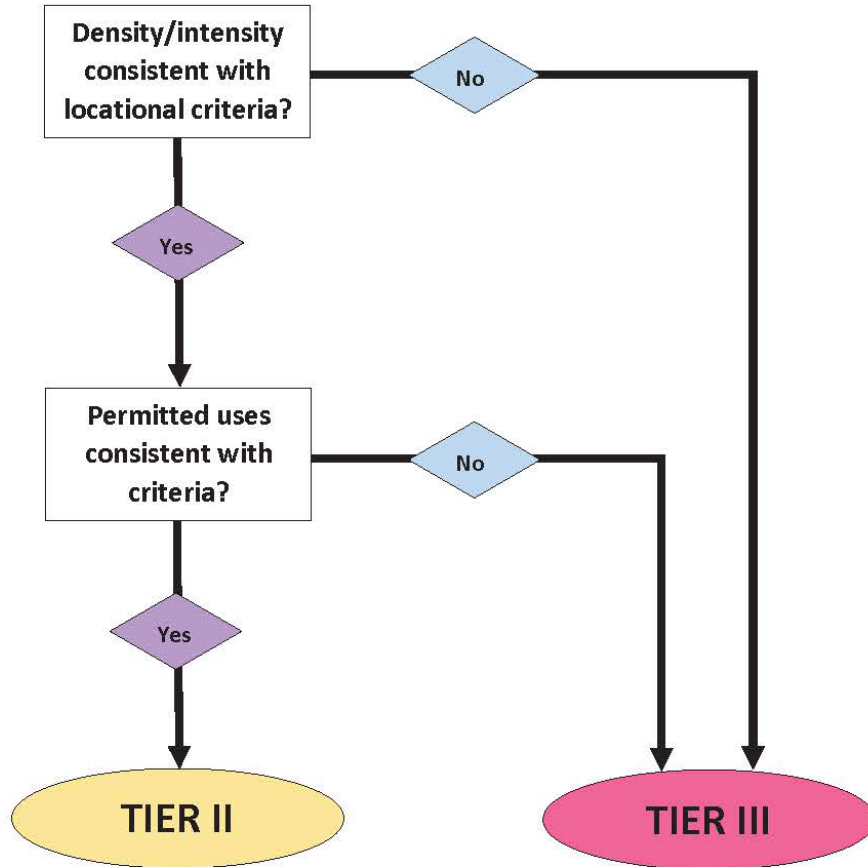 Density/intensity
consistent with
locational criteria?
No
Yes
Permitted uses
consistent with
criteria?
No
Yes
TIER II
TIER III